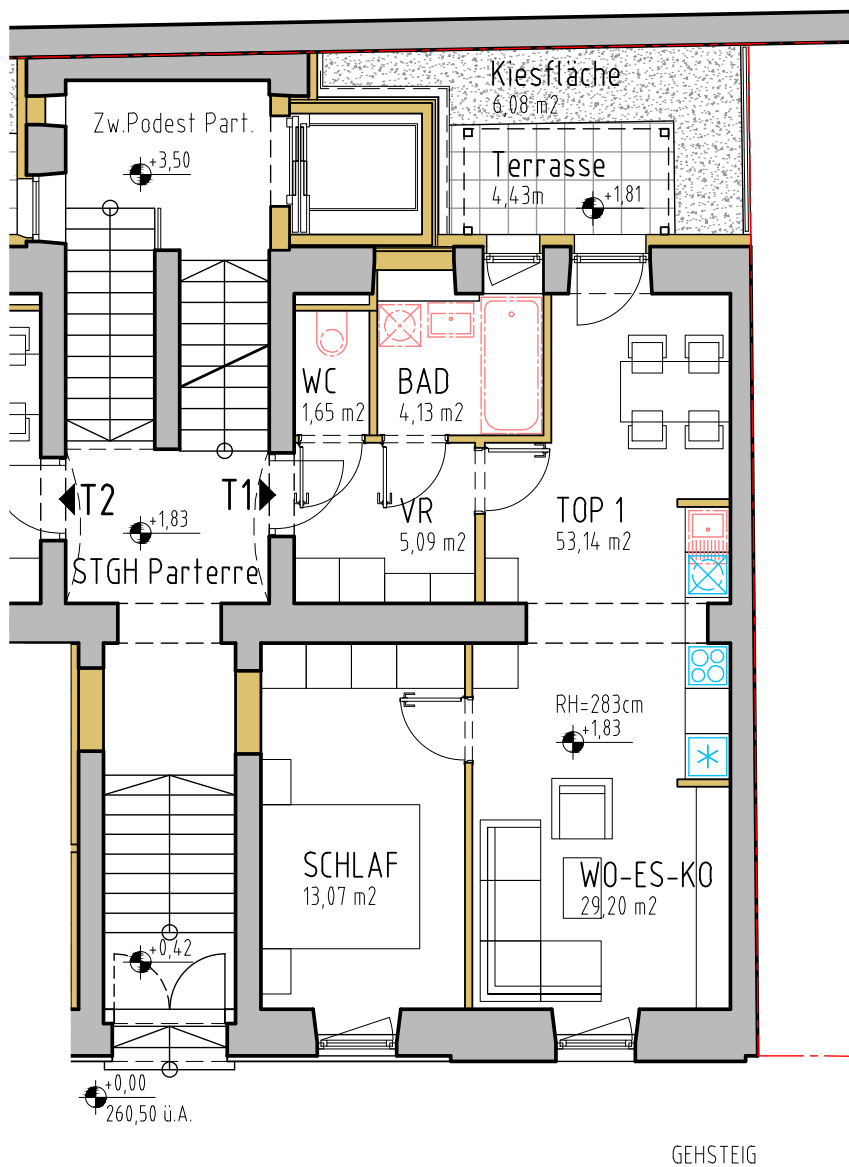 Kiesfläche
6,08 m2
Zw.Podest Part.
+3,50
Terrasse
4,43m
+1,81
WC
1,65 m2
BAD
4,13 m2
T2
T1
+1,83
STGH Parterre
VR
5,09 m2
TOP 1
53,14 m2
RH=283cm
+1,83
SCHLAF
13,07 m2
WO-ES-KO
29,20 m2
+0,42
+0,00
260,50 ü.A.
GEHSTEIG